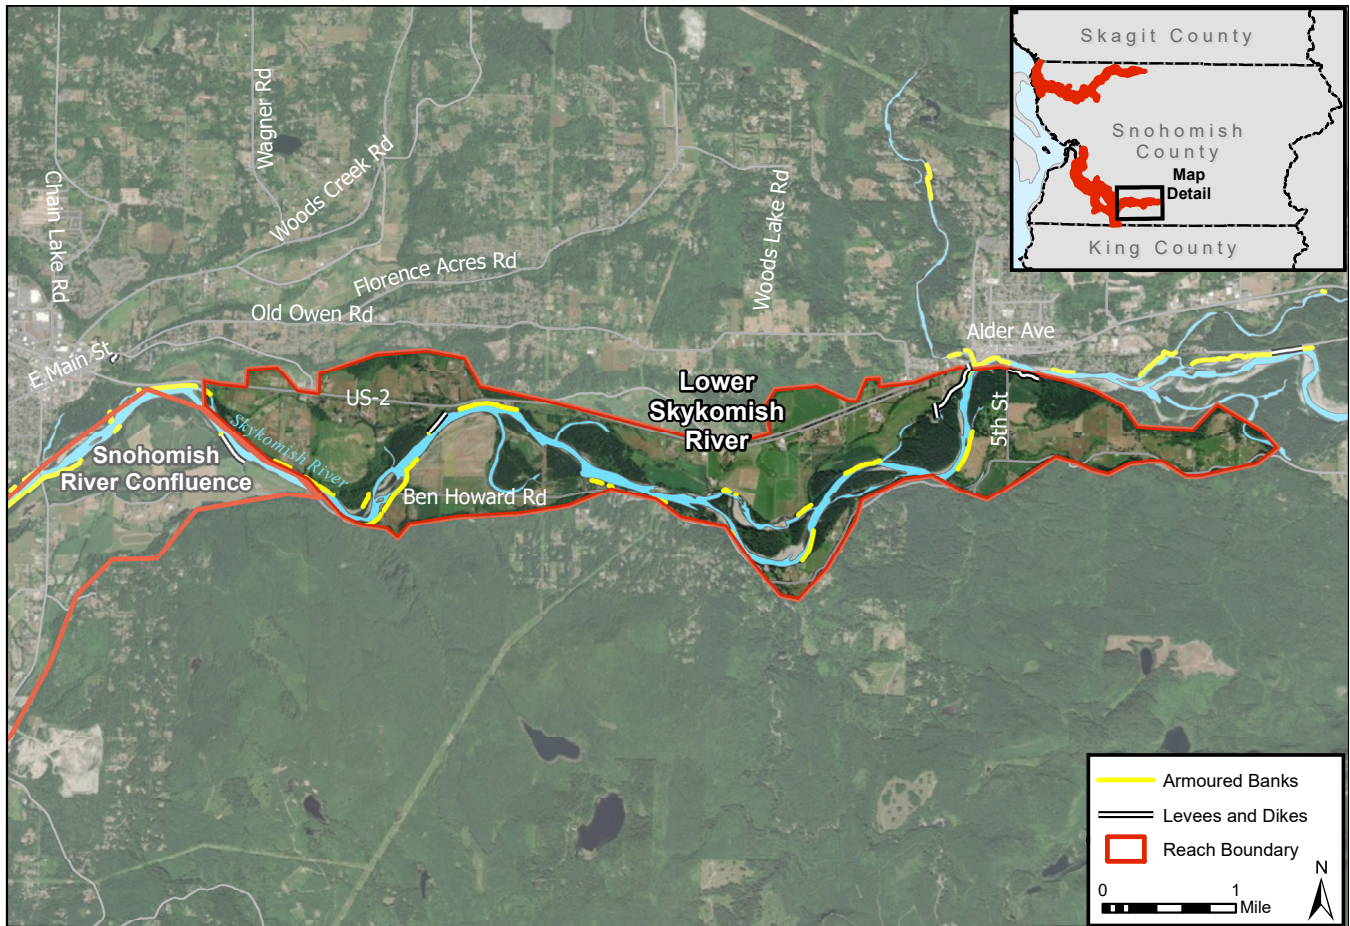 Skagit County
Snohomish
County
Map
Detail
King County
Chain Lake Rd
Wagner Rd
Woods Creek Rd
Woods Lake Rd
Florence Acres Rd
Old Owen Rd
E Main St
Alder Ave
US-2
Lower
Skykomish
River
5th St
Skykomish River
Snohomish
River Confluence
Ben Howard Rd
Armoured Banks
Levees and Dikes
Reach Boundary
N
0 1
Mile